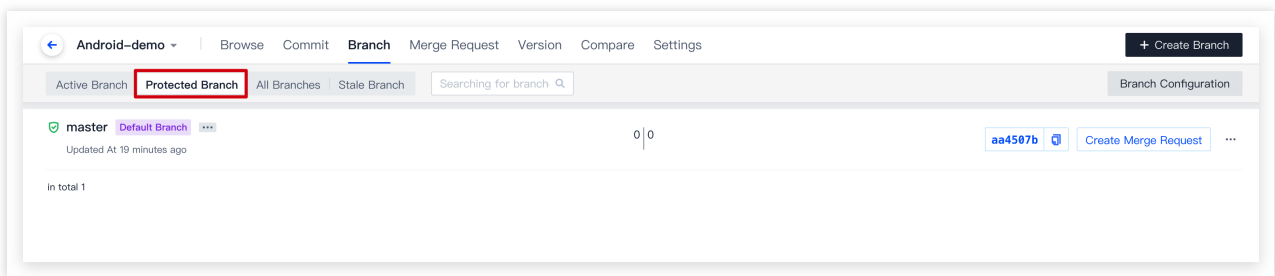 Android-demo Browse Commit Branch Merge Request Version Compare Settings + Create Branch
Active Branch Protected Branch All Branches Stale Branch Searching for branch Branch Configuration
master Default Branch ··· 0 0 aa4507b Create Merge Request ···
Updated At 19 minutes ago
in total 1